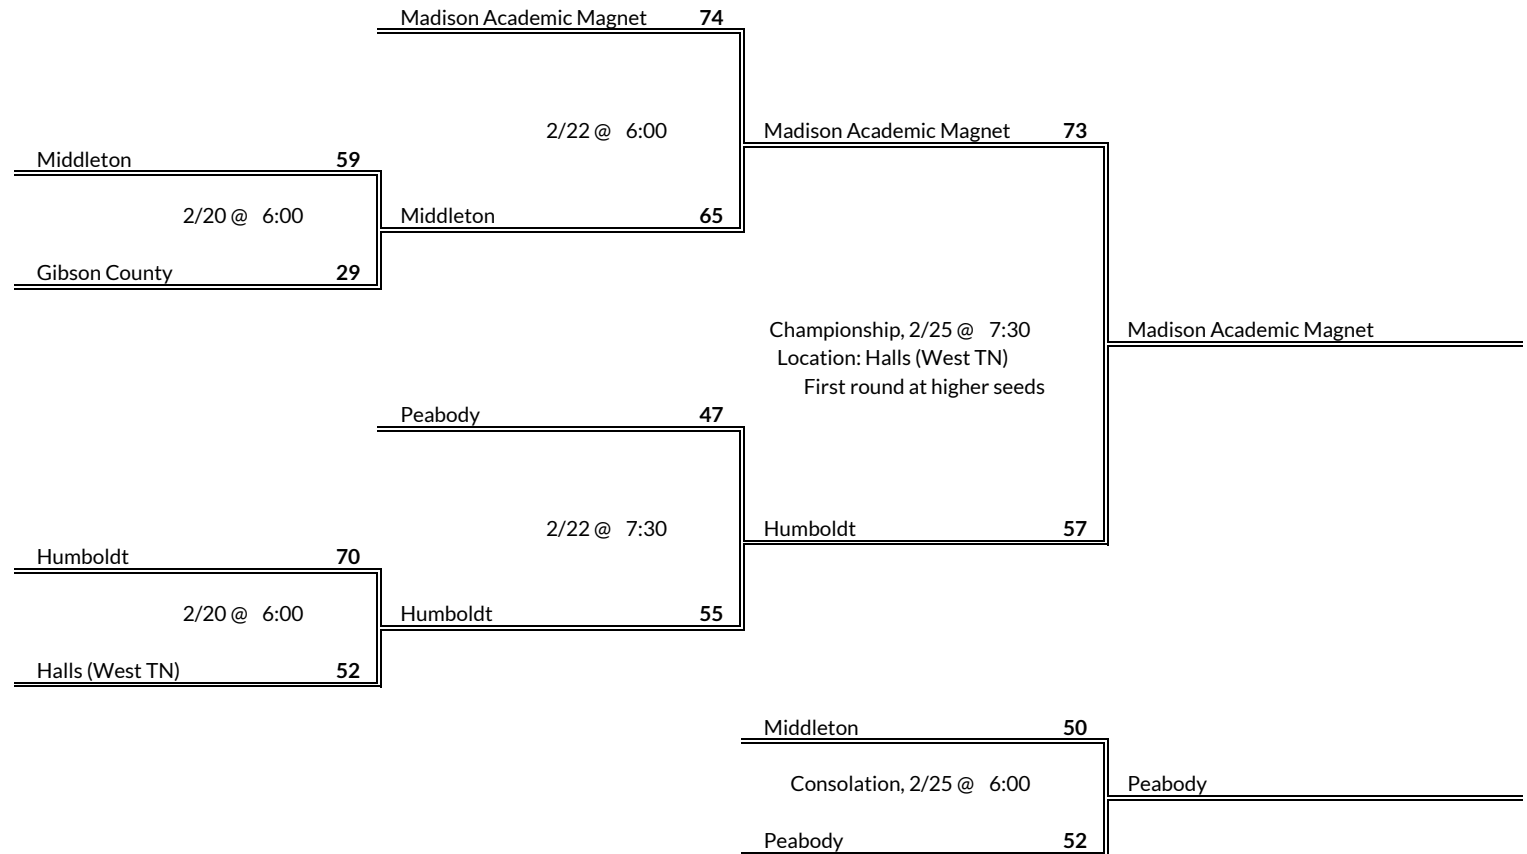 Madison Academic Magnet 74
2/22 @ 6:00
Madison Academic Magnet 73
Middleton 59
2/20 @ 6:00
Middleton 65
Gibson County 29
Championship, 2/25 @ 7:30
Madison Academic Magnet
Location: Halls (West TN)
First round at higher seeds
Peabody 47
2/22 @ 7:30
Humboldt 57
Humboldt 70
2/20 @ 6:00
Humboldt 55
Halls (West TN) 52
Middleton 50
Consolation, 2/25 @ 6:00
Peabody
Peabody 52